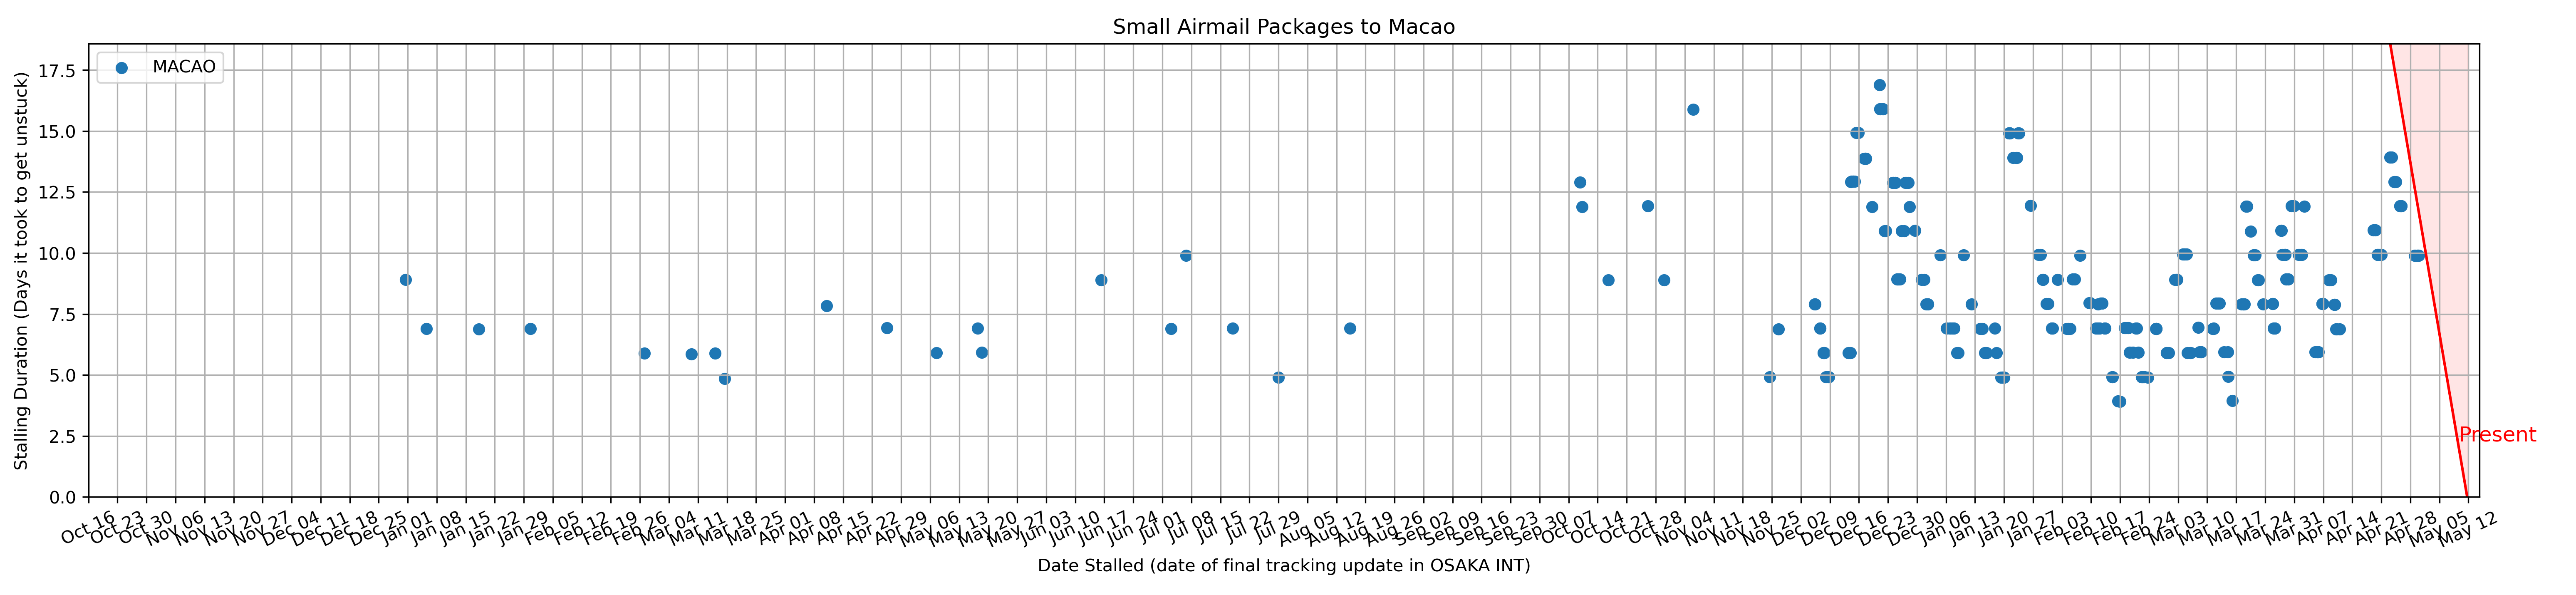 Small Airmail Packages to Macao
MACAO
Stalling Duration (Days it took to get unstuck)
17.5
15.0
12.5
10.0
7.5
5.0
2.5
0.0
Present
Oct 16
Oct 23
Oct 30
Nov 06
Nov 13
Nov 20
Nov 27
Dec 04
Dec 11
Dec 18
Dec 25
Jan 01
Jan 08
Jan 15
Jan 22
Jan 29
Feb 05
Feb 12
Feb 19
Feb 26
Mar 04
Mar 11
Mar 18
Mar 25
Apr 01
Apr 08
Apr 15
Apr 22
Apr 29
May 06
May 13
May 20
May 27
Jun 03
Jun 10
Jun 17
Jun 24
Jul 01
Jul 08
Jul 15
Jul 22
Jul 29
Aug 05
Aug 12
Aug 19
Aug 26
Sep 02
Sep 09
Sep 16
Sep 23
Sep 30
Oct 07
Oct 14
Oct 21
Oct 28
Nov 04
Nov 11
Nov 18
Nov 25
Dec 02
Dec 09
Dec 16
Dec 23
Dec 30
Jan 06
Jan 13
Jan 20
Jan 27
Feb 03
Feb 10
Feb 17
Feb 24
Mar 03
Mar 10
Mar 17
Mar 24
Mar 31
Apr 07
Apr 14
Apr 21
Apr 28
May 05
May 12
Date Stalled (date of final tracking update in OSAKA INT)